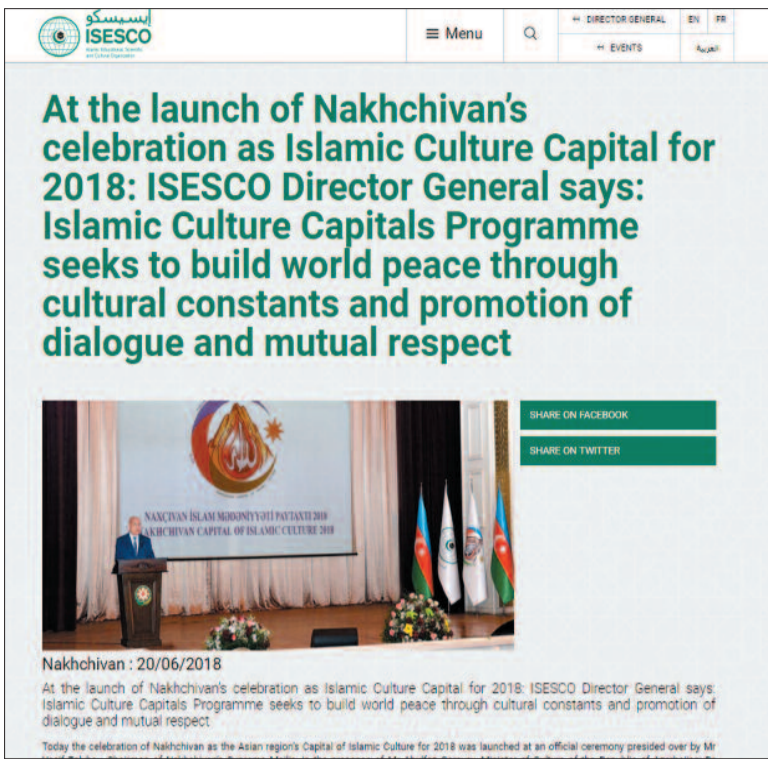 إيسيسكو
ISESCO
Islamic Educational, Scientific
and Cultural Organization
Menu
DIRECTOR GENERAL
EN
FR
EVENTS
العربية
At the launch of Nakhchivan's
celebration as Islamic Culture Capital for
2018: ISESCO Director General says:
Islamic Culture Capitals Programme
seeks to build world peace through
cultural constants and promotion of
dialogue and mutual respect
SHARE ON FACEBOOK
SHARE ON TWITTER
NAXÇIVAN İSLAM MƏDƏNİYYƏTİ PAYTAXTI 2018
NAKHCHIVAN CAPITAL OF ISLAMIC CULTURE 2018
Nakhchivan : 20/06/2018
At the launch of Nakhchivan's celebration as Islamic Culture Capital for 2018: ISESCO Director General says:
Islamic Culture Capitals Programme seeks to build world peace through cultural constants and promotion of
dialogue and mutual respect
Today the celebration of Nakhchivan as the Asian region's Capital of Islamic Culture for 2018 was launched at an official ceremony presided over by Mr